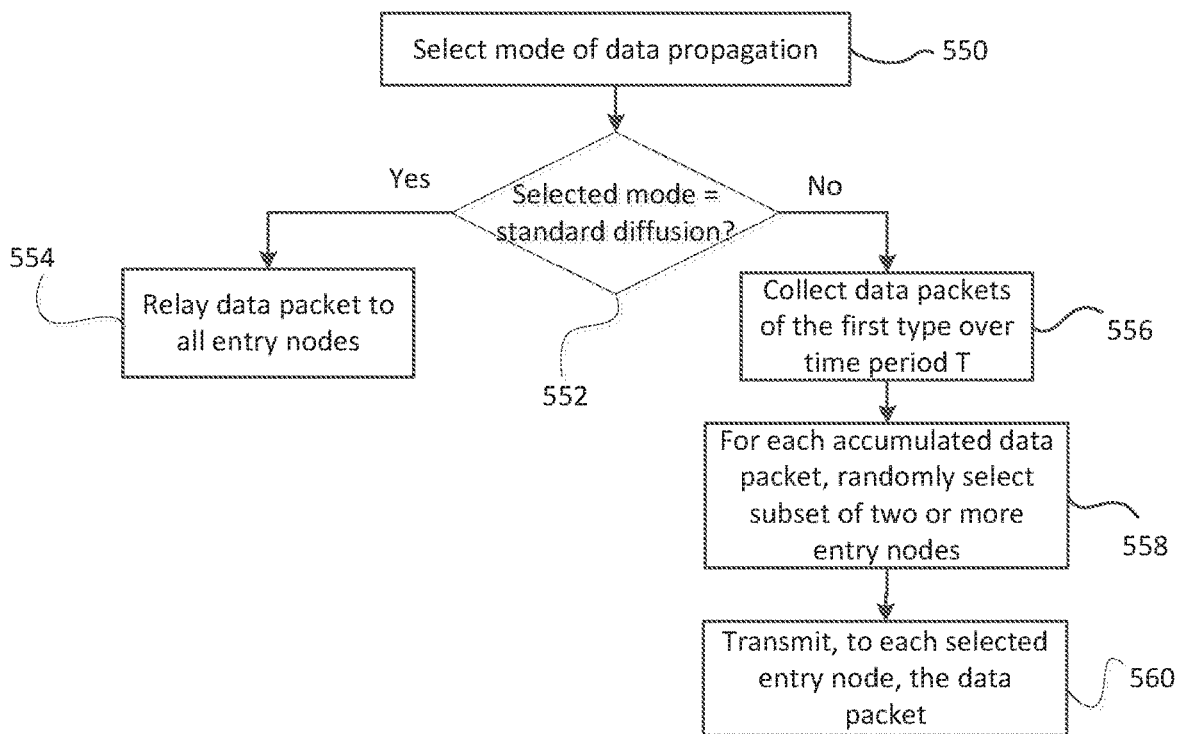 Select mode of data propagation
550
Yes
Selected mode =
standard diffusion?
No
554
Relay data packet to
all entry nodes
552
Collect data packets
of the first type over
time period T
556
For each accumulated data
packet, randomly select
subset of two or more
entry nodes
558
Transmit, to each selected
entry node, the data
packet
560